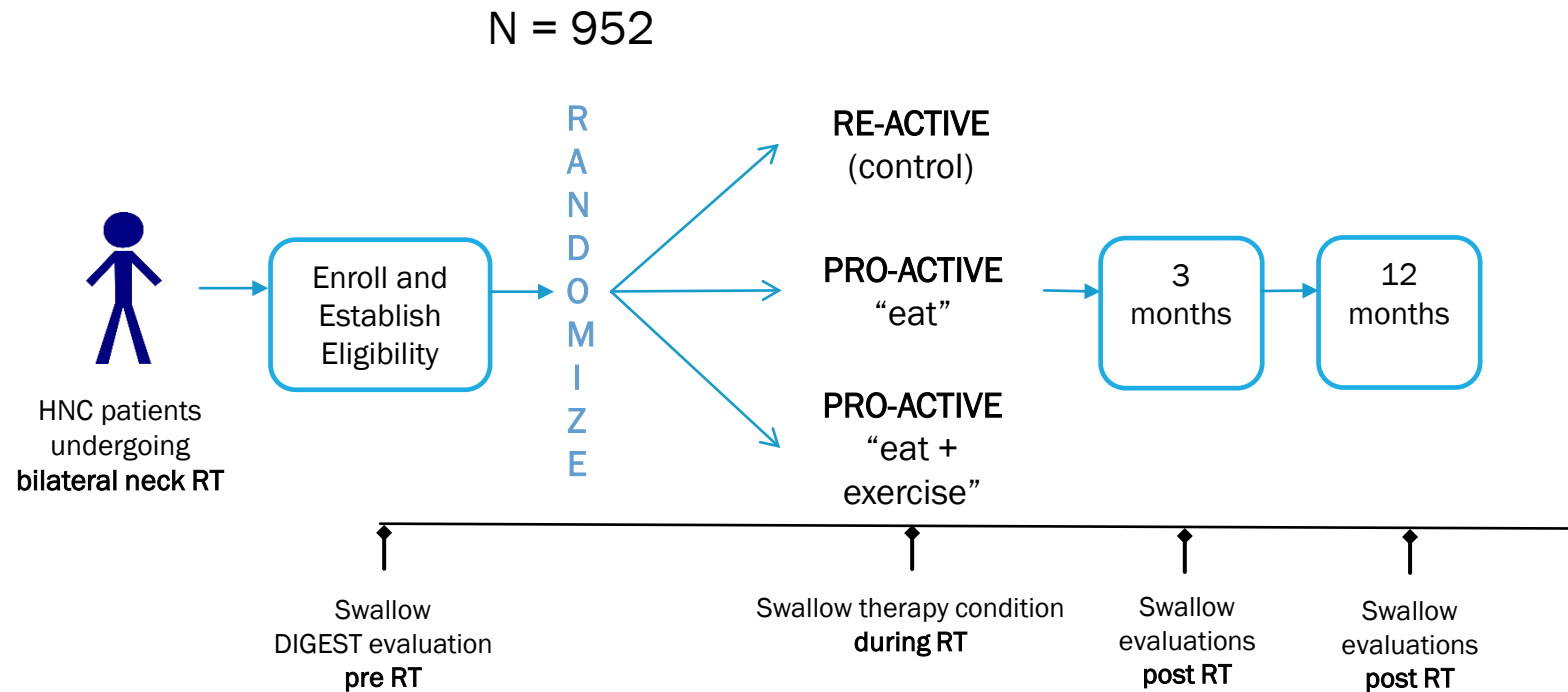 N = 952
HNC patients
undergoing
bilateral neck RT
Enroll and
Establish
Eligibility
R
A
N
D
O
M
I
Z
E
RE-ACTIVE
(control)
PRO-ACTIVE
“eat”
PRO-ACTIVE
“eat +
exercise”
3
months
12
months
Swallow
DIGEST evaluation
pre RT
Swallow therapy condition
during RT
Swallow
evaluations
post RT
Swallow
evaluations
post RT